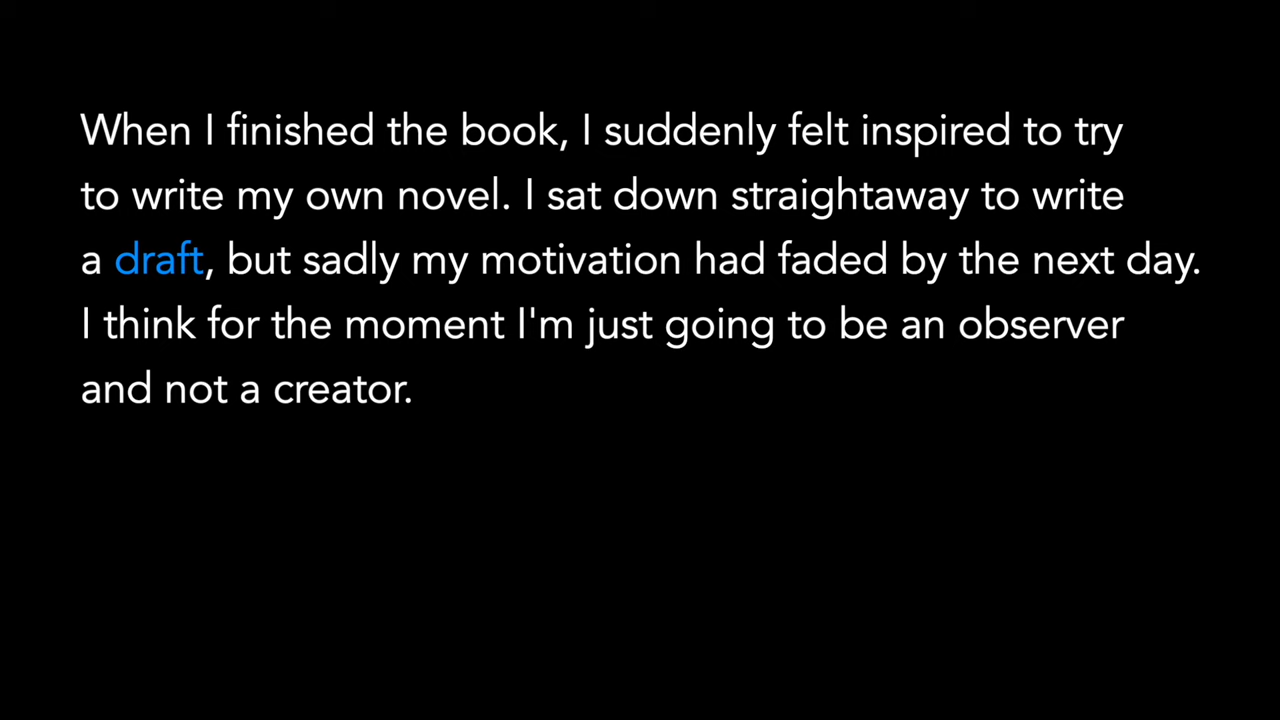 When I finished the book, I suddenly felt inspired to try
to write my own novel. I sat down straightaway to write
a draft, but sadly my motivation had faded by the next day.
I think for the moment I'm just going to be an observer
and not a creator.